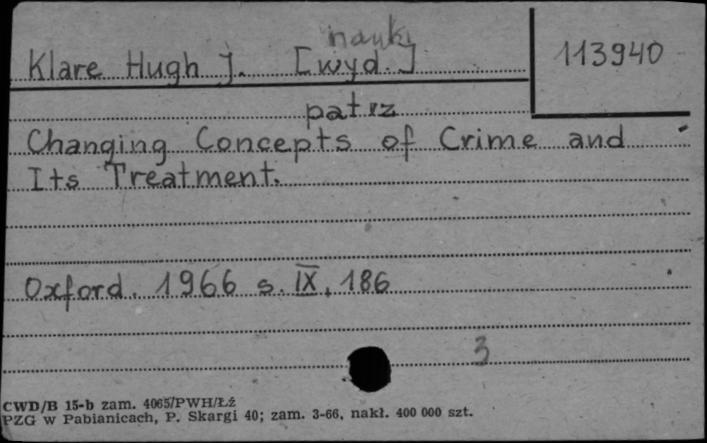 nauki
Klare Hugh J. [wyd.] 113940
patrz
Changing Concepts of Crime and
Its Treatment.
Oxford. 1966 s. IX, 186
3
CWD/B 15-b zam. 4065/PWH/Łź
PZG w Pabianicach, P. Skargi 40; zam. 3-66, nakł. 400 000 szt.